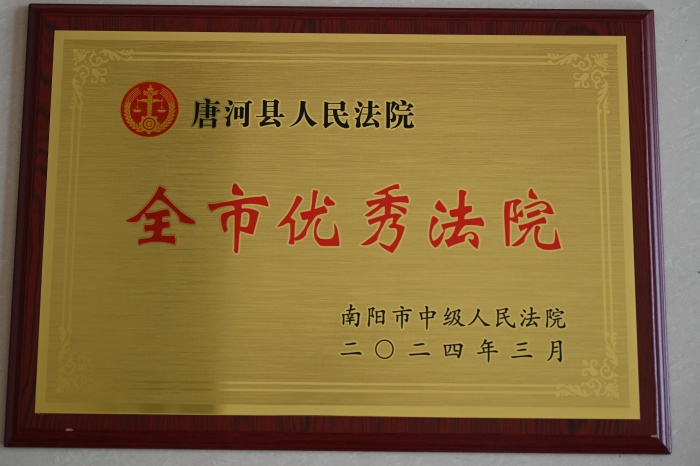 唐河县人民法院
全市优秀法院
南阳市中级人民法院
二〇二四年三月